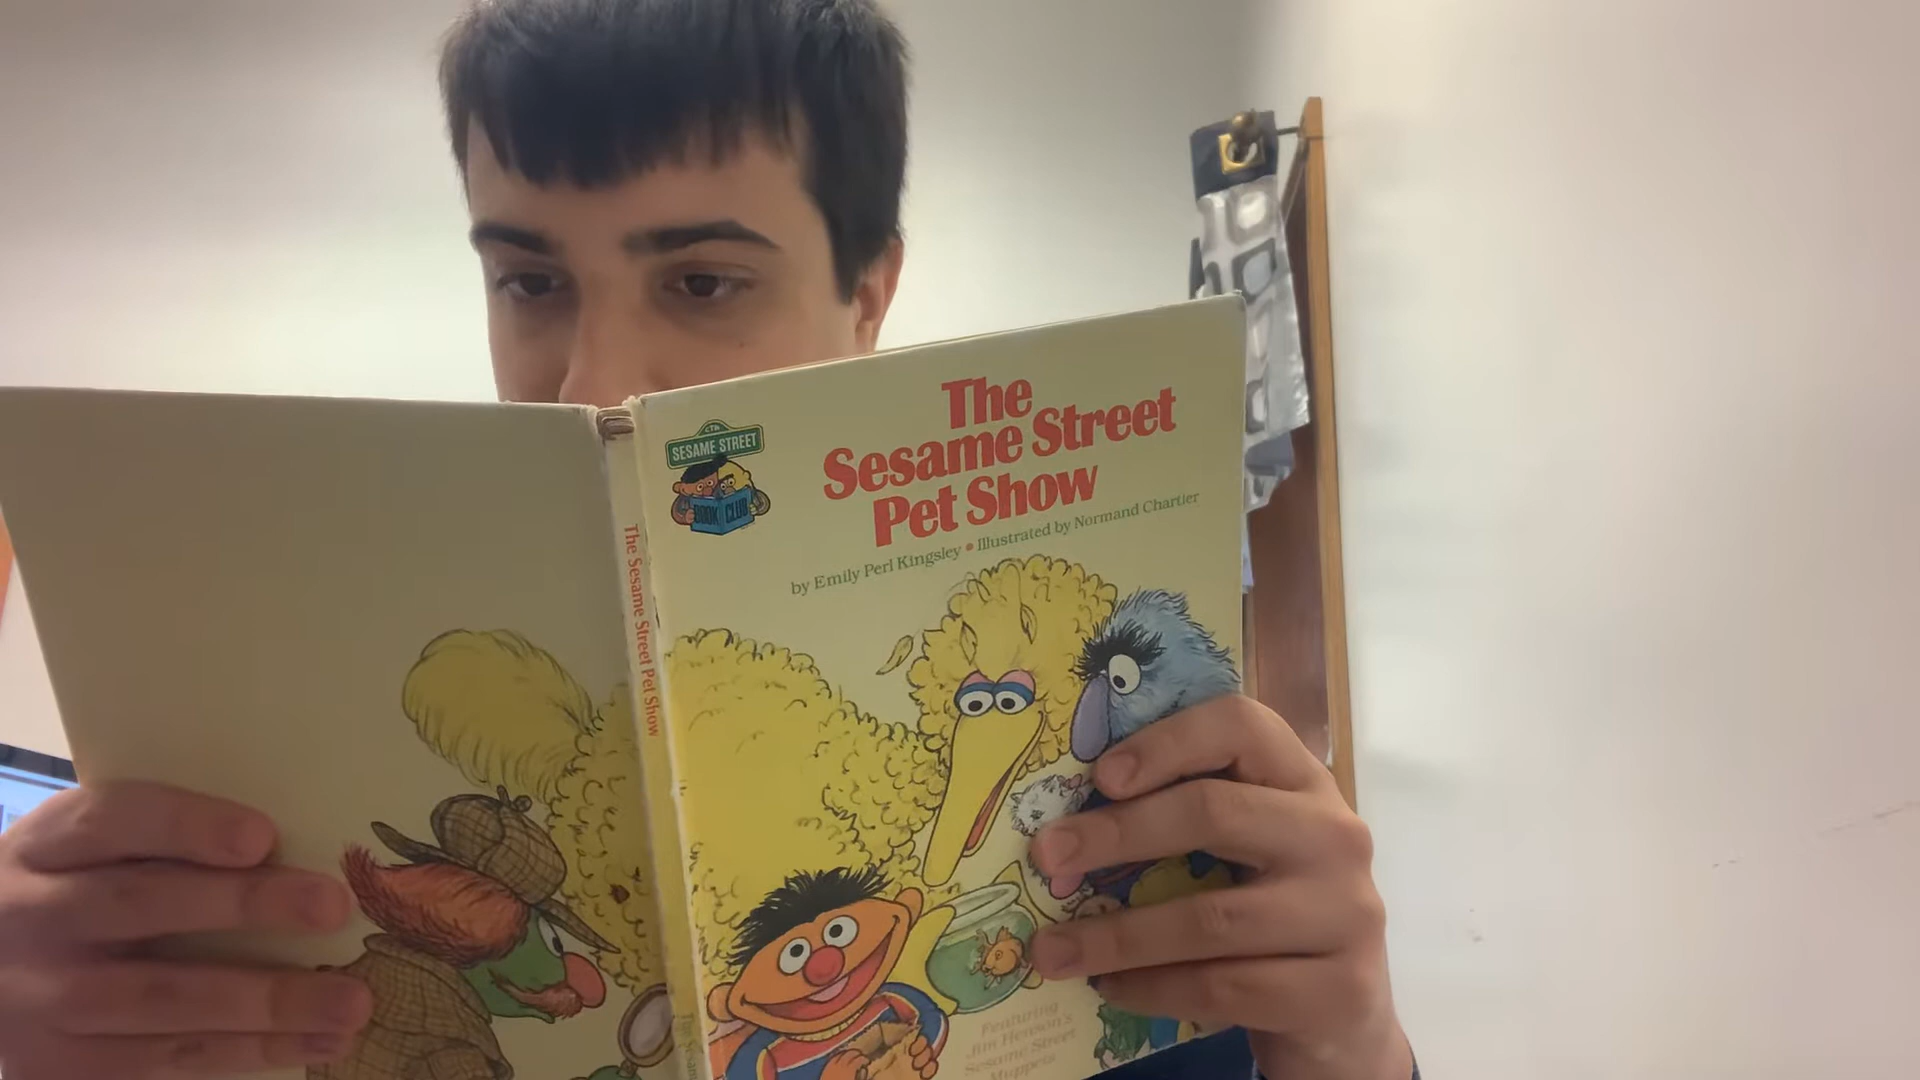 CTW
SESAME STREET
BOOK CLUB
The
Sesame Street
Pet Show
by Emily Perl Kingsley • Illustrated by Normand Chartier
The Sesame Street Pet Show
Featuring
Jim Henson's
Sesame Street
Muppets